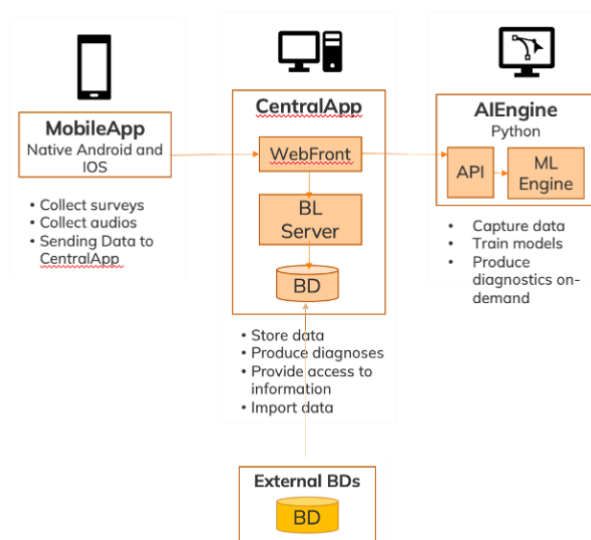 MobileApp
Native Android and
IOS
• Collect surveys
• Collect audios
• Sending Data to
CentralApp
CentralApp
WebFront
BL
Server
BD
• Store data
• Produce diagnoses
• Provide access to
information
• Import data
AIEngine
Python
API
ML
Engine
• Capture data
• Train models
• Produce
diagnostics on-
demand
External BDs
BD